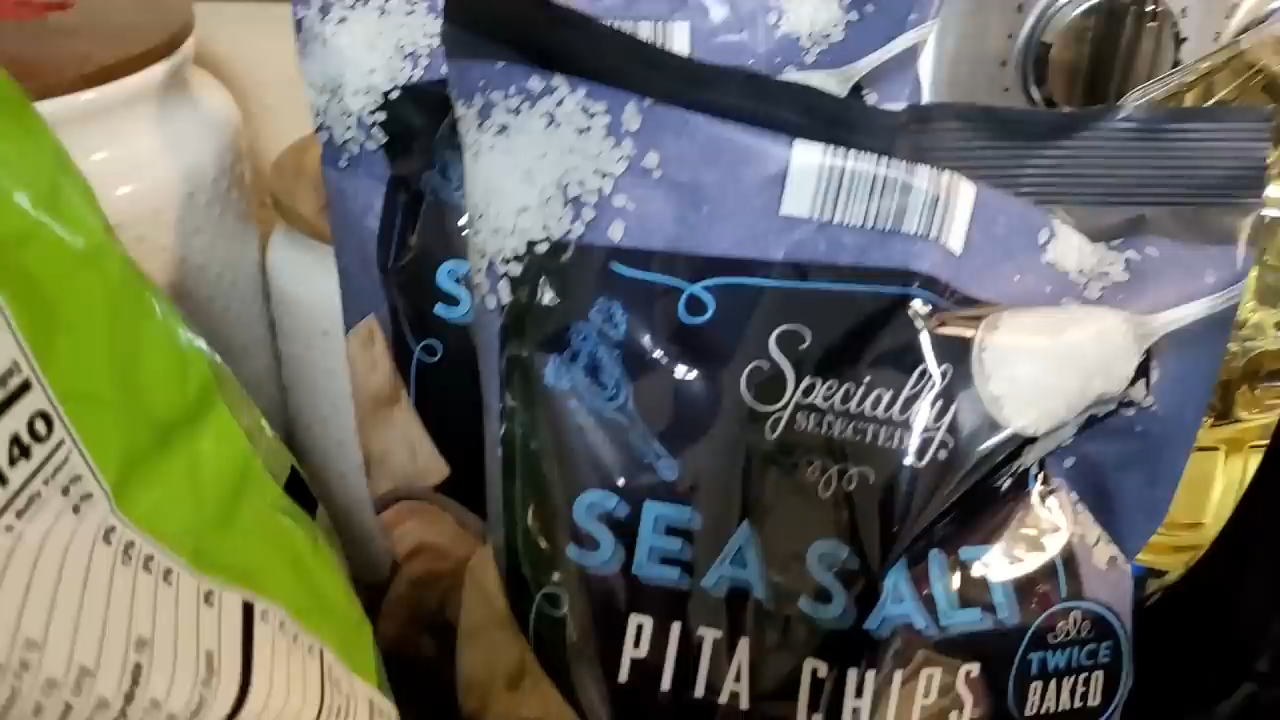 Specially
SELECTED
SEA SALT
PITA CHIPS
TWICE
BAKED
S
140